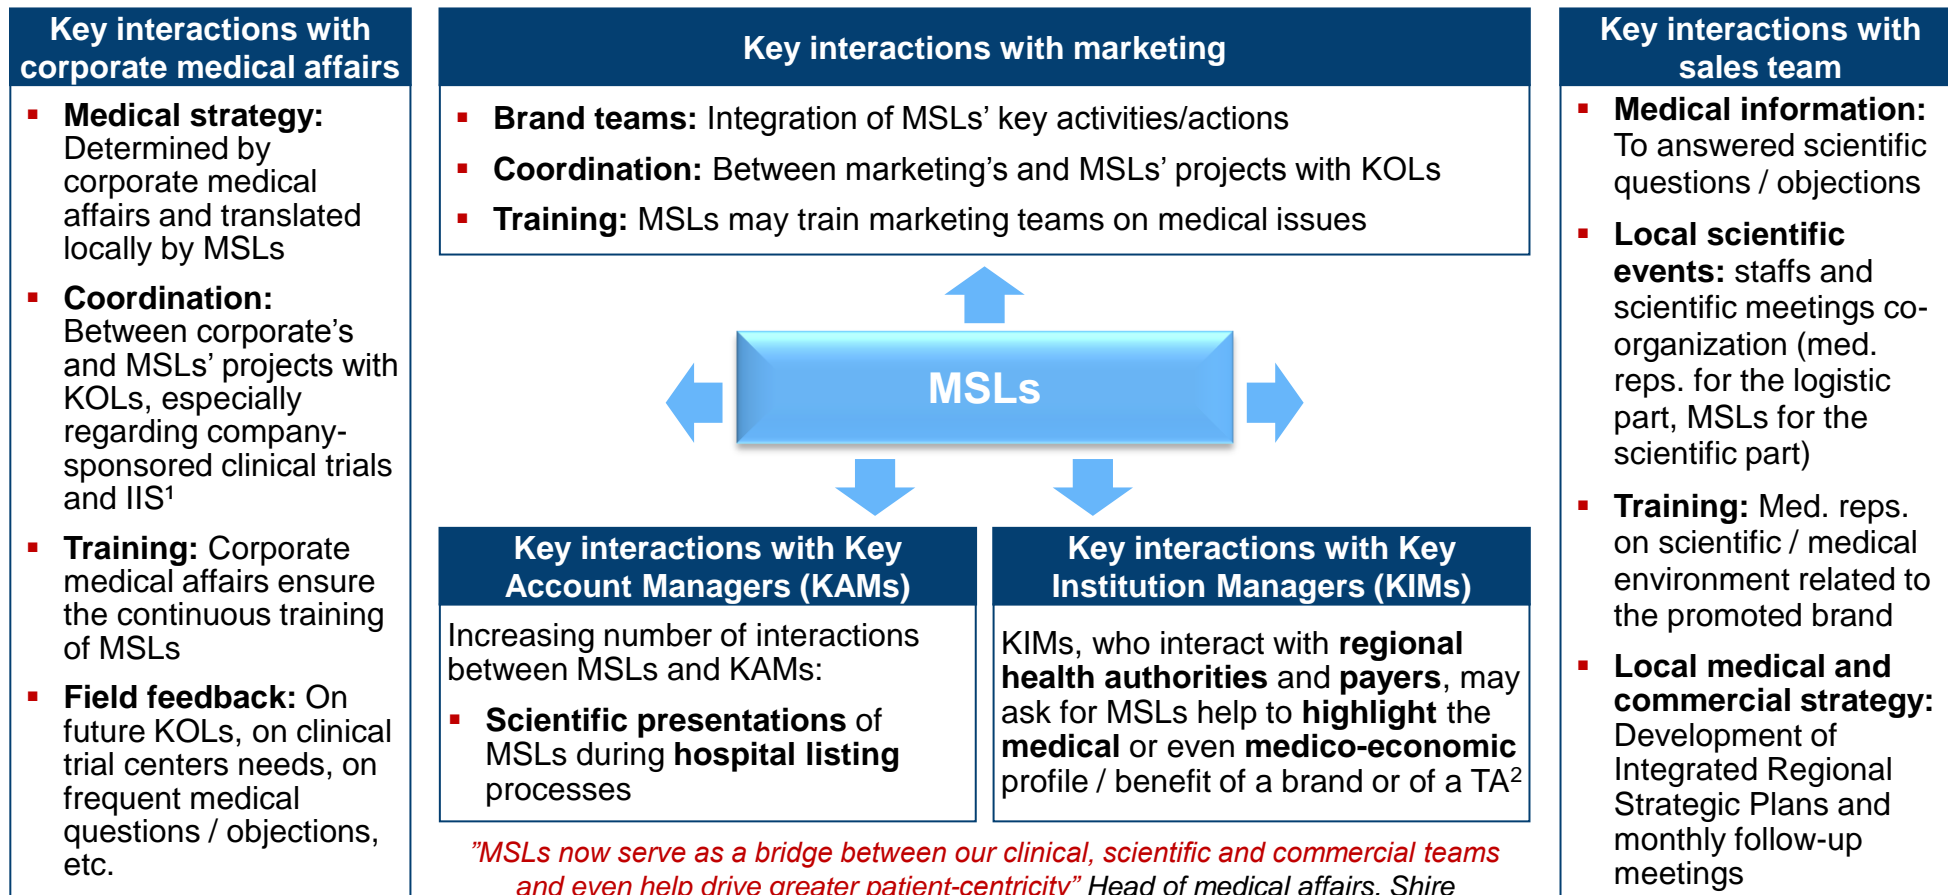 Key interactions with
corporate medical affairs
▪ Medical strategy:
Determined by
corporate medical
affairs and translated
locally by MSLs
▪ Coordination:
Between corporate’s
and MSLs’ projects with
KOLs, especially
regarding company-
sponsored clinical trials
and IIS¹
▪ Training: Corporate
medical affairs ensure
the continuous training
of MSLs
▪ Field feedback: On
future KOLs, on clinical
trial centers needs, on
frequent medical
questions / objections,
etc.
Key interactions with marketing
▪ Brand teams: Integration of MSLs’ key activities/actions
▪ Coordination: Between marketing’s and MSLs’ projects with KOLs
▪ Training: MSLs may train marketing teams on medical issues
MSLs
Key interactions with Key
Account Managers (KAMs)
Increasing number of interactions
between MSLs and KAMs:
▪ Scientific presentations of
MSLs during hospital listing
processes
Key interactions with Key
Institution Managers (KIMs)
KIMs, who interact with regional
health authorities and payers, may
ask for MSLs help to highlight the
medical or even medico-economic
profile / benefit of a brand or of a TA²
”MSLs now serve as a bridge between our clinical, scientific and commercial teams
and even help drive greater patient-centricity” Head of medical affairs, Shire
Key interactions with
sales team
▪ Medical information:
To answered scientific
questions / objections
▪ Local scientific
events: staffs and
scientific meetings co-
organization (med.
reps. for the logistic
part, MSLs for the
scientific part)
▪ Training: Med. reps.
on scientific / medical
environment related to
the promoted brand
▪ Local medical and
commercial strategy:
Development of
Integrated Regional
Strategic Plans and
monthly follow-up
meetings